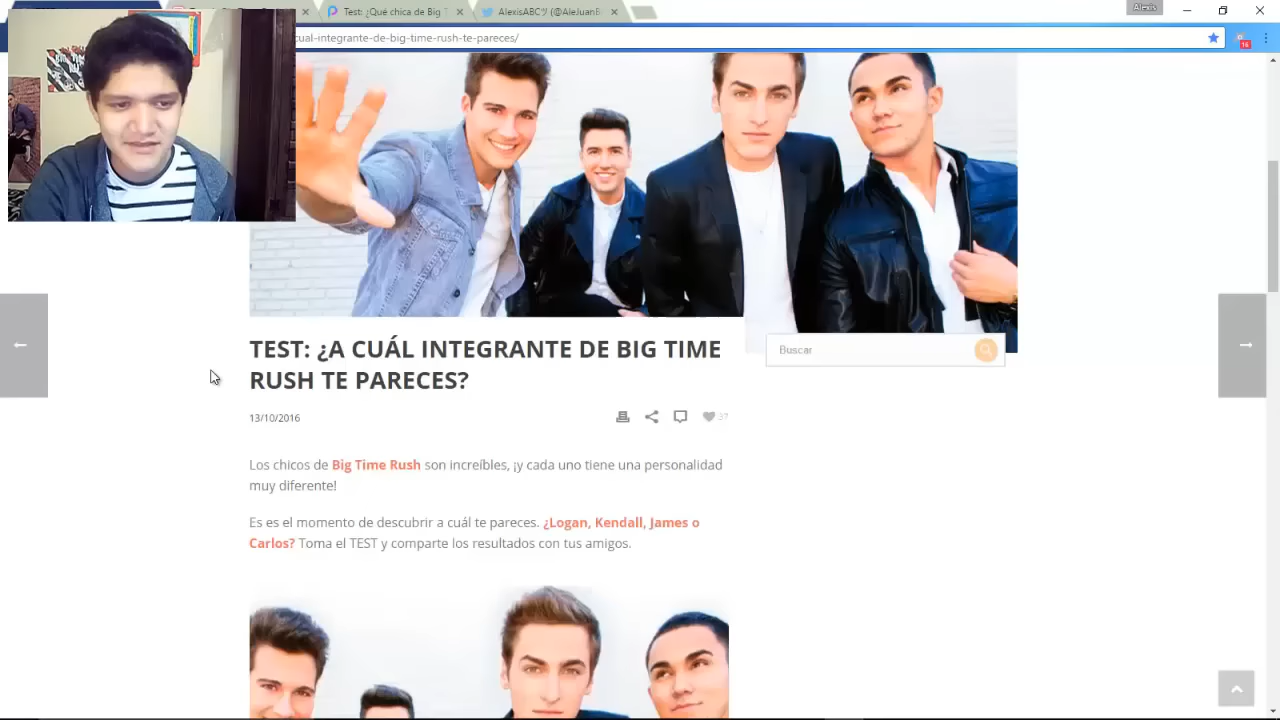 Test: ¿Qué chica de Big T
AlexisABC
Alexis
cual-integrante-de-big-time-rush-te-pareces/
16
TEST: ¿A CUÁL INTEGRANTE DE BIG TIME
RUSH TE PARECES?
Buscar
13/10/2016
37
Los chicos de Big Time Rush son increíbles, ¡y cada uno tiene una personalidad
muy diferente!
Es es el momento de descubrir a cuál te pareces. ¿Logan, Kendall, James o
Carlos? Toma el TEST y comparte los resultados con tus amigos.